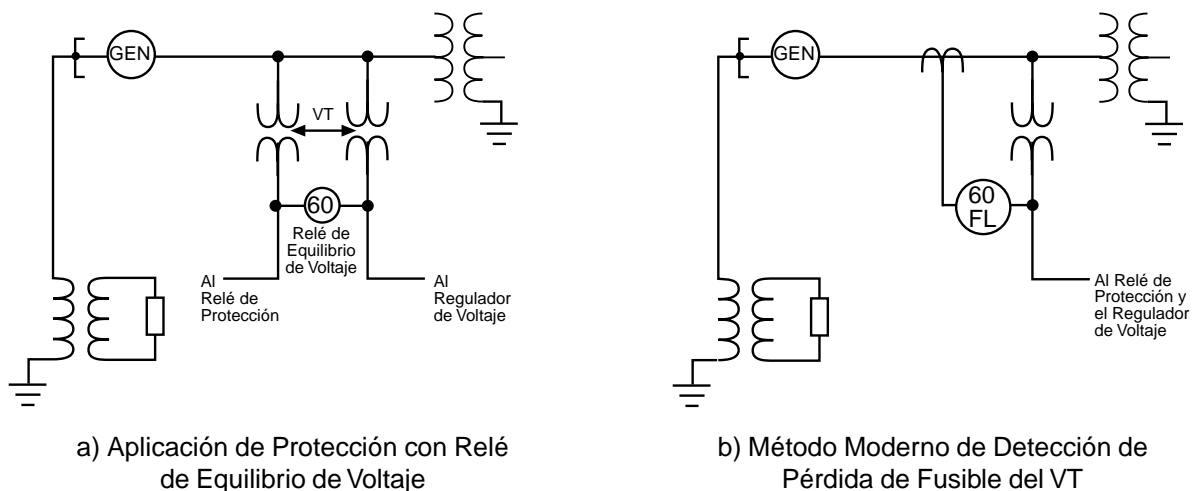 GEN
VT
60
Relé de
Equilibrio
de Voltaje
Al
Relé de
Protección
Al
Regulador
de Voltaje
a) Aplicación de Protección con Relé
de Equilibrio de Voltaje
GEN
60
FL
Al Relé de
Protección y
el Regulador
de Voltaje
b) Método Moderno de Detección de
Pérdida de Fusible del VT